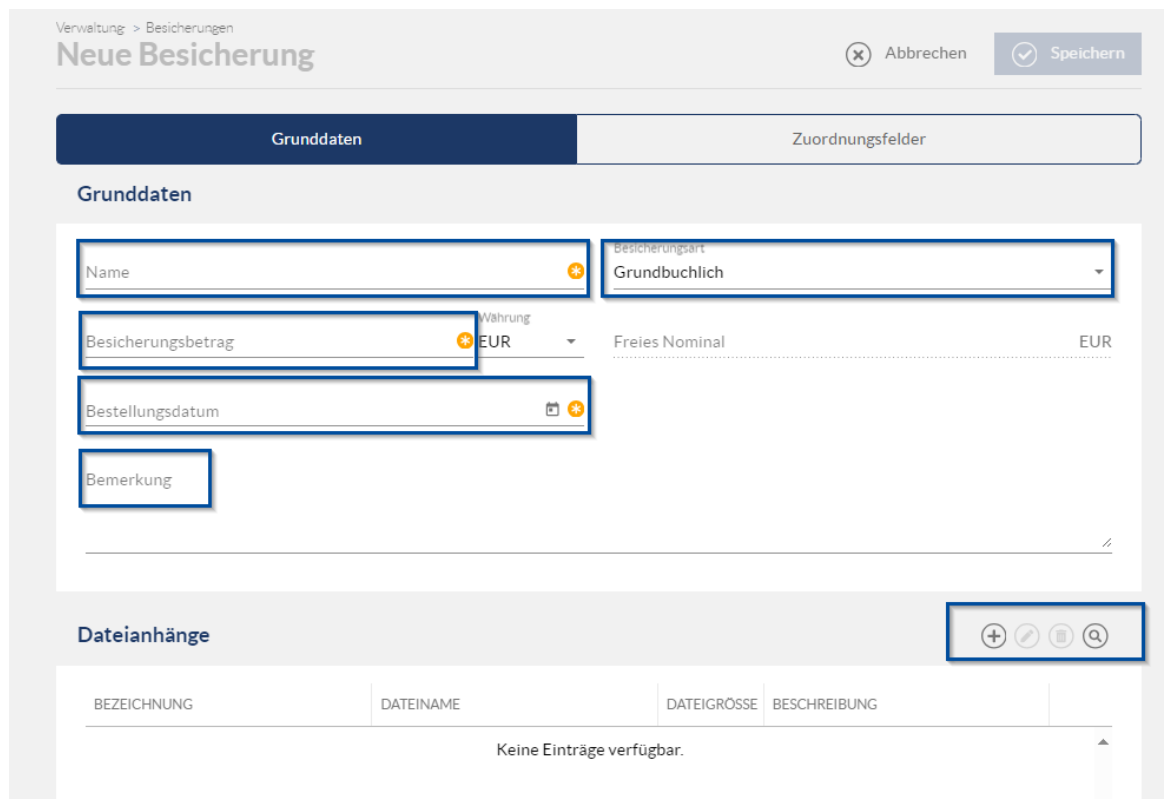 Verwaltung > Besicherungen
Neue Besicherung
Abbrechen
Speichern
Grunddaten
Zuordnungsfelder
Grunddaten
Name
Besicherungsart
Grundbuchlich
Besicherungsbetrag
Währung
EUR
Freies Nominal
EUR
Bestellungsdatum
Bemerkung
Dateianhänge
BEZEICHNUNG DATEINAME DATEIGRÖSSE BESCHREIBUNG
Keine Einträge verfügbar.